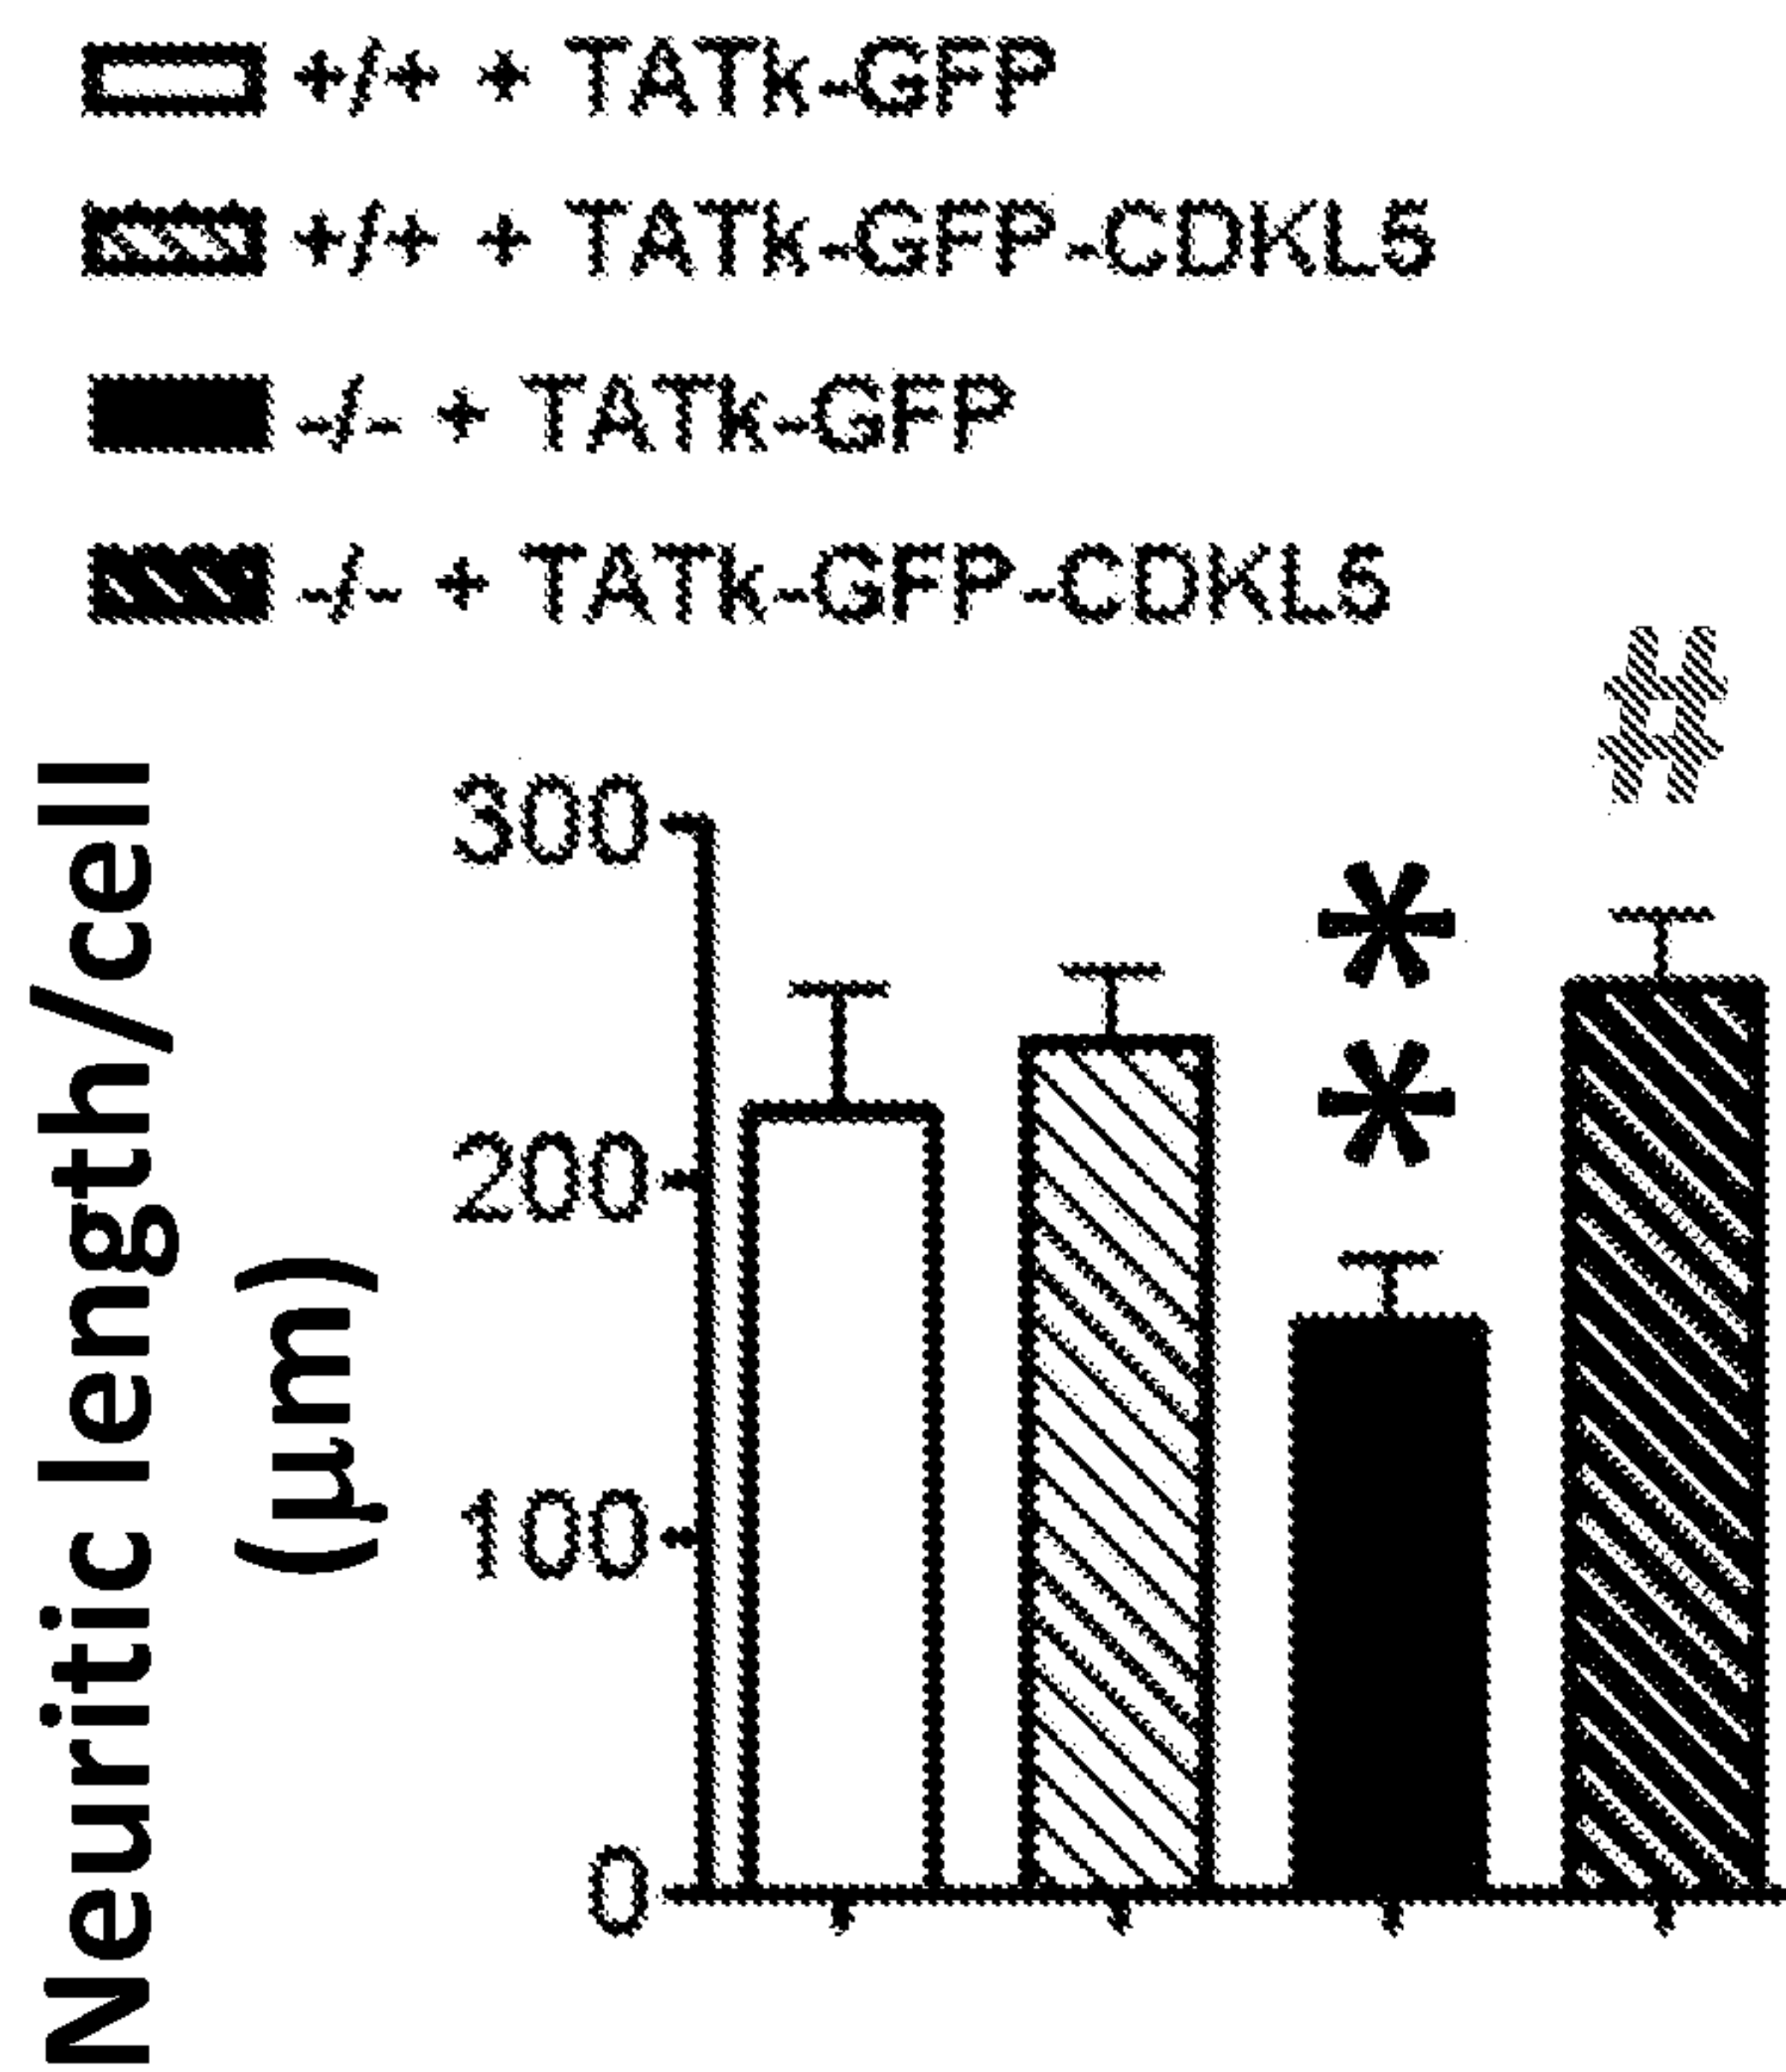 +/+ + TATk-GFP
+/+ + TATk-GFP-CDKL5
-/- + TATk-GFP
-/- + TATk-GFP-CDKL5
#
300
200
100
0
*
*
Neuritic length/cell
(µm)